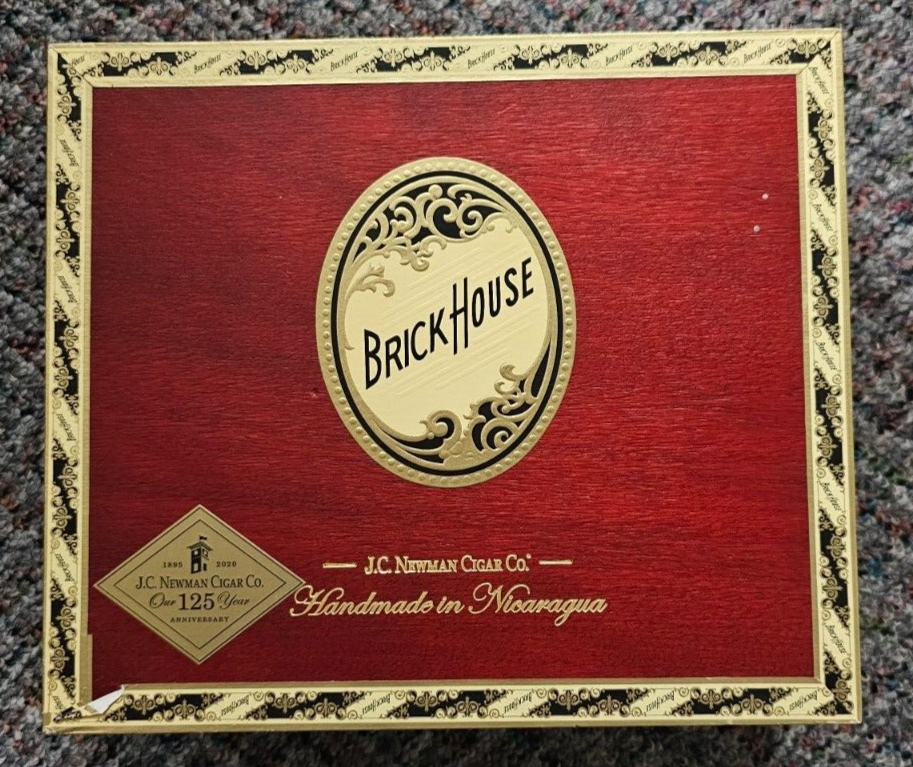 BRICKHOUSE
J.C. NEWMAN CIGAR CO.®
Handmade in Nicaragua
1895 2020
J.C. NEWMAN CIGAR CO.
Our 125 Year
ANNIVERSARY